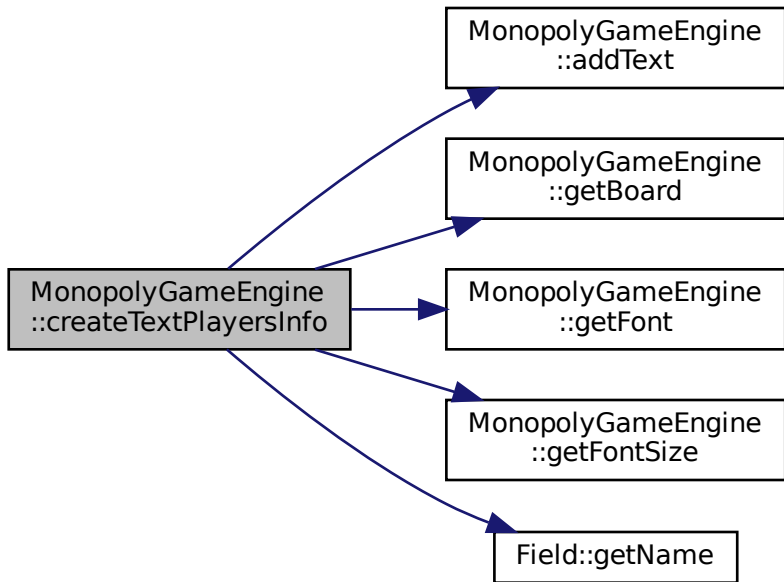 MonopolyGameEngine
::addText
MonopolyGameEngine
::getBoard
MonopolyGameEngine
::createTextPlayersInfo
MonopolyGameEngine
::getFont
MonopolyGameEngine
::getFontSize
Field::getName